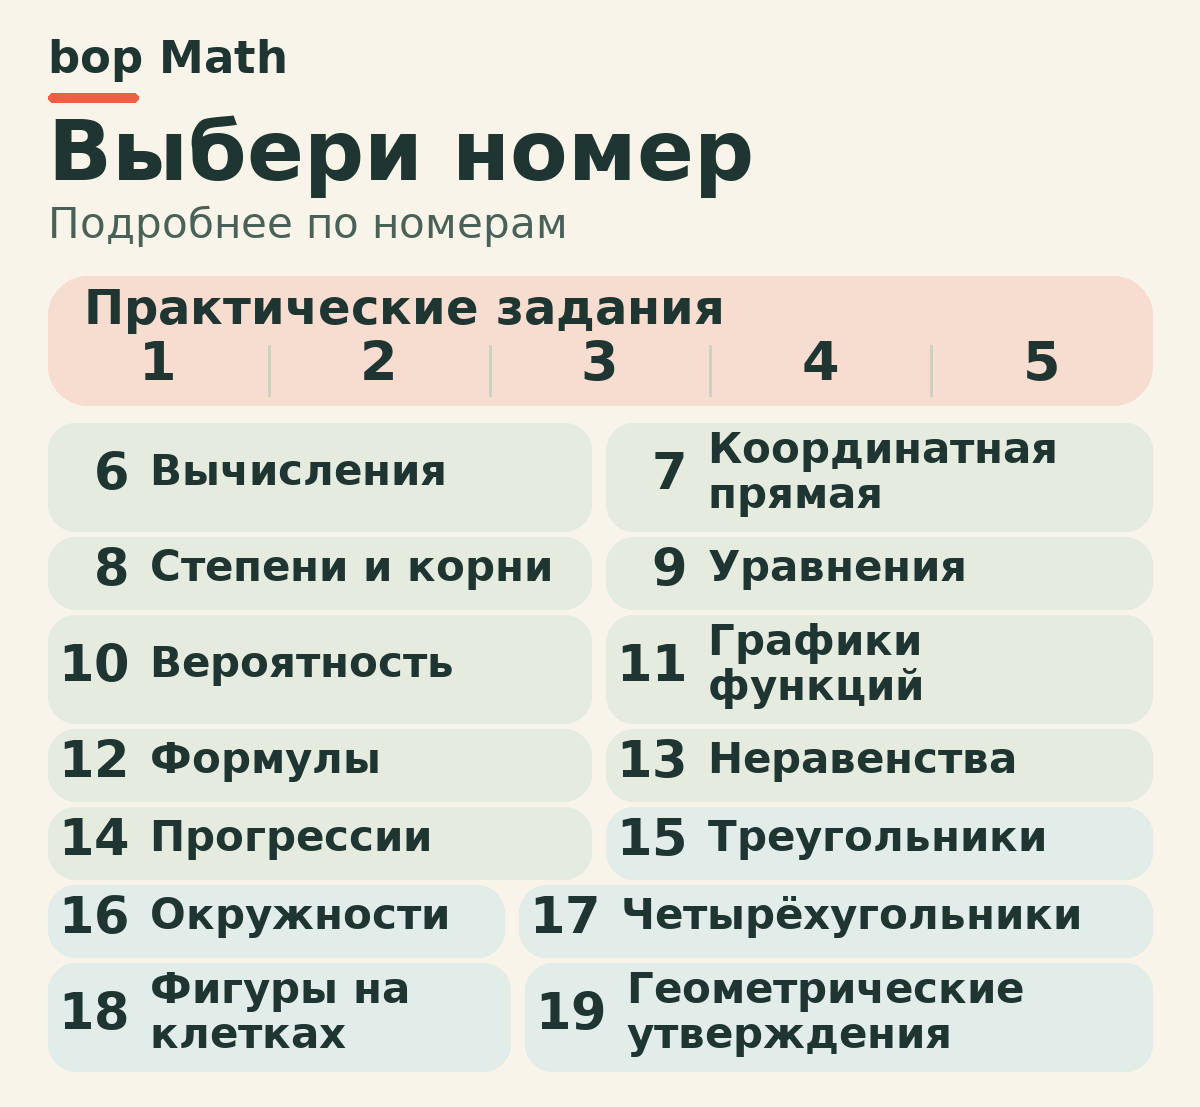 bop Math
Выбери номер
Подробнее по номерам
Практические задания
1 2 3 4 5
6 Вычисления
7 Координатная
прямая
8 Степени и корни
9 Уравнения
10 Вероятность
11 Графики
функций
12 Формулы
13 Неравенства
14 Прогрессии
15 Треугольники
16 Окружности
17 Четырёхугольники
18 Фигуры на
клетках
19 Геометрические
утверждения